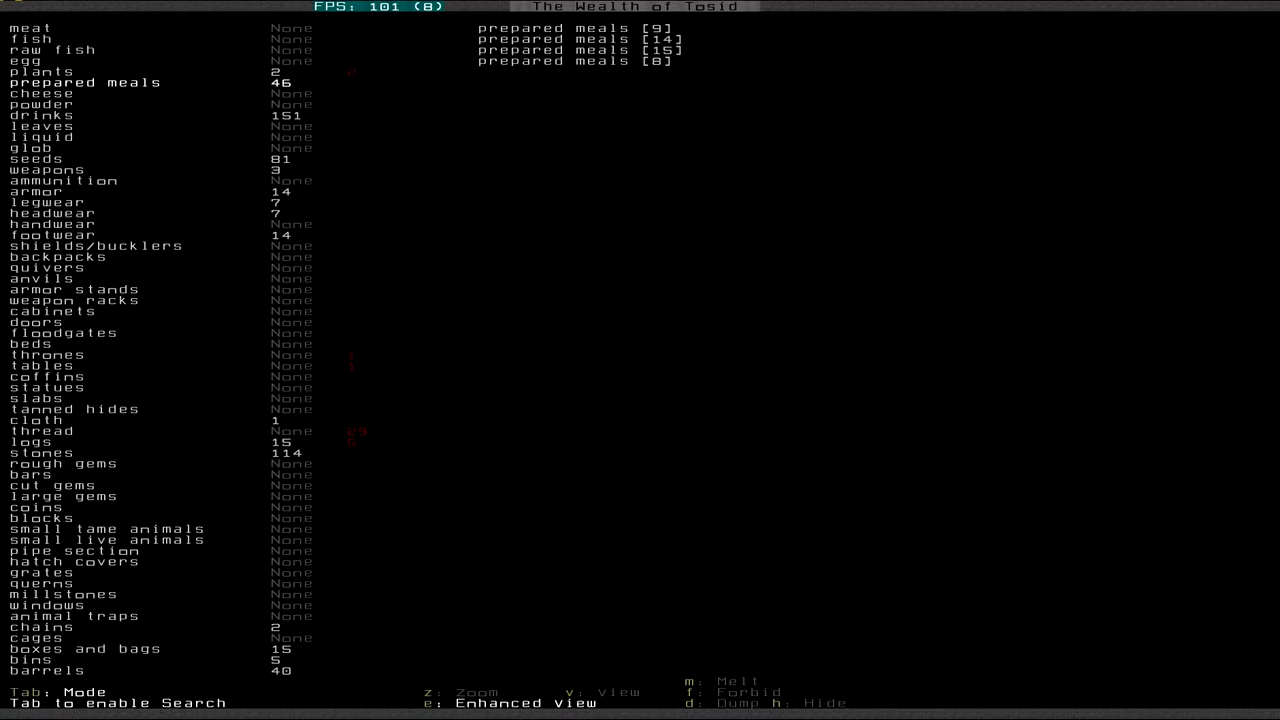 FPS: 101 (8) The Wealth of Tosid
meat None prepared meals [9]
fish None prepared meals [14]
raw fish None prepared meals [15]
egg None prepared meals [8]
plants 2 2
prepared meals 46
cheese None
powder None
drinks 151
leaves None
liquid None
glob None
seeds 81
weapons 3
ammunition None
armor 14
legwear 7
headwear 7
handwear None
footwear 14
shields/bucklers None
backpacks None
quivers None
anvils None
armor stands None
weapon racks None
cabinets None
doors None
floodgates None
beds None
thrones None 1
tables None 1
coffins None
statues None
slabs None
tanned hides None
cloth 1
thread None 29
logs 15 5
stones 114
rough gems None
bars None
cut gems None
large gems None
coins None
blocks None
small tame animals None
small live animals None
pipe section None
hatch covers None
grates None
querns None
millstones None
windows None
animal traps None
chains 2
cages None
boxes and bags 15
bins 5
barrels 40
m: Melt
Tab: Mode z: Zoom v: View f: Forbid
Tab to enable Search e: Enhanced View d: Dump h: Hide